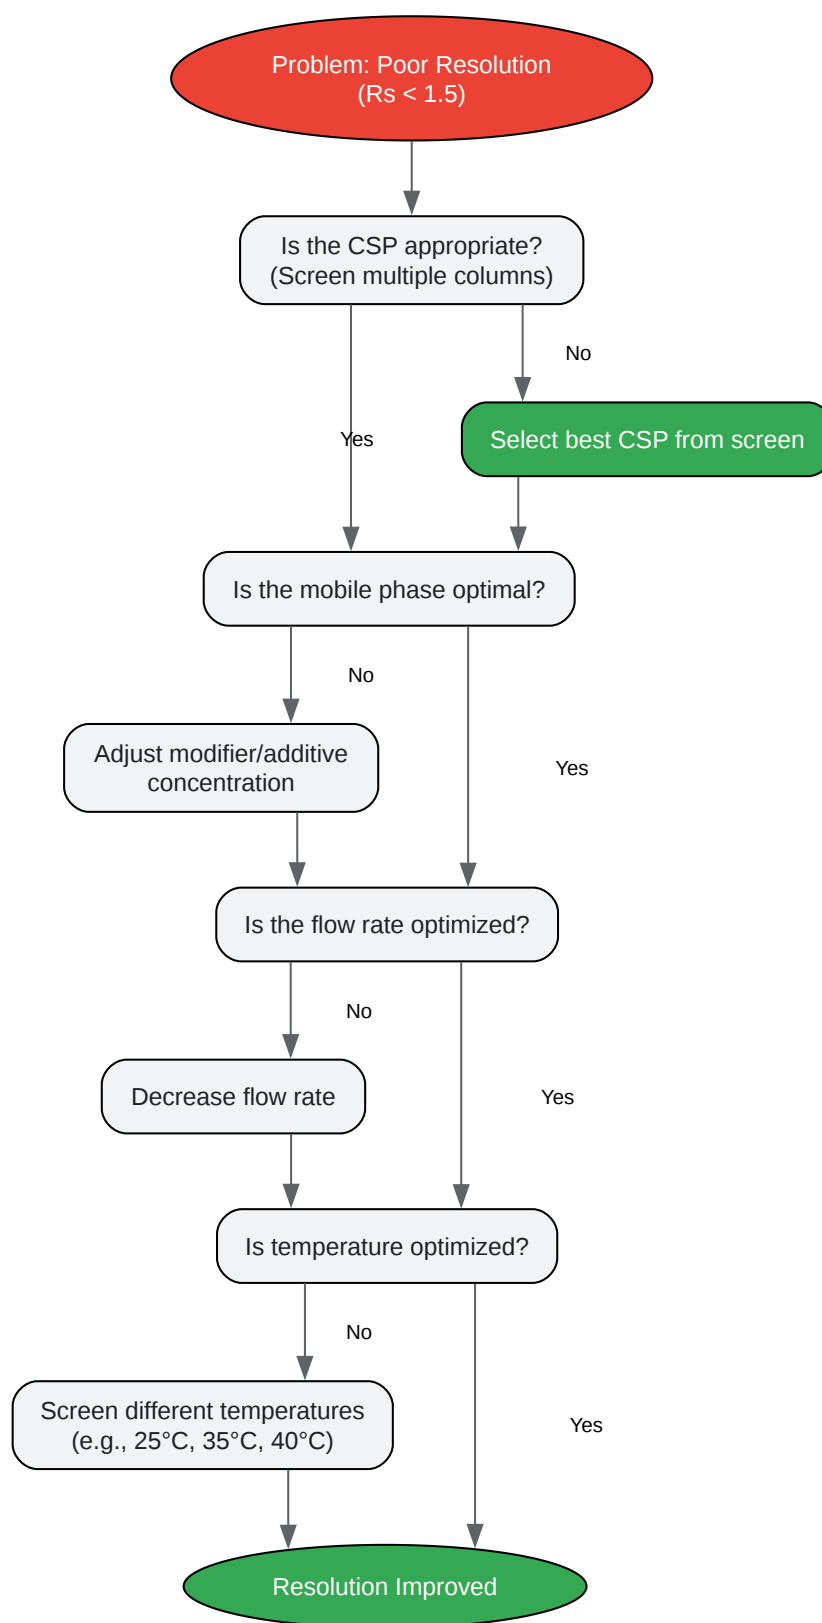 Problem: Poor Resolution
(Rs < 1.5)
Is the CSP appropriate?
(Screen multiple columns)
No
Yes
Select best CSP from screen
Is the mobile phase optimal?
No
Adjust modifier/additive
concentration
Yes
Is the flow rate optimized?
No
Decrease flow rate
Yes
Is temperature optimized?
No
Screen different temperatures
(e.g., 25°C, 35°C, 40°C)
Yes
Resolution Improved